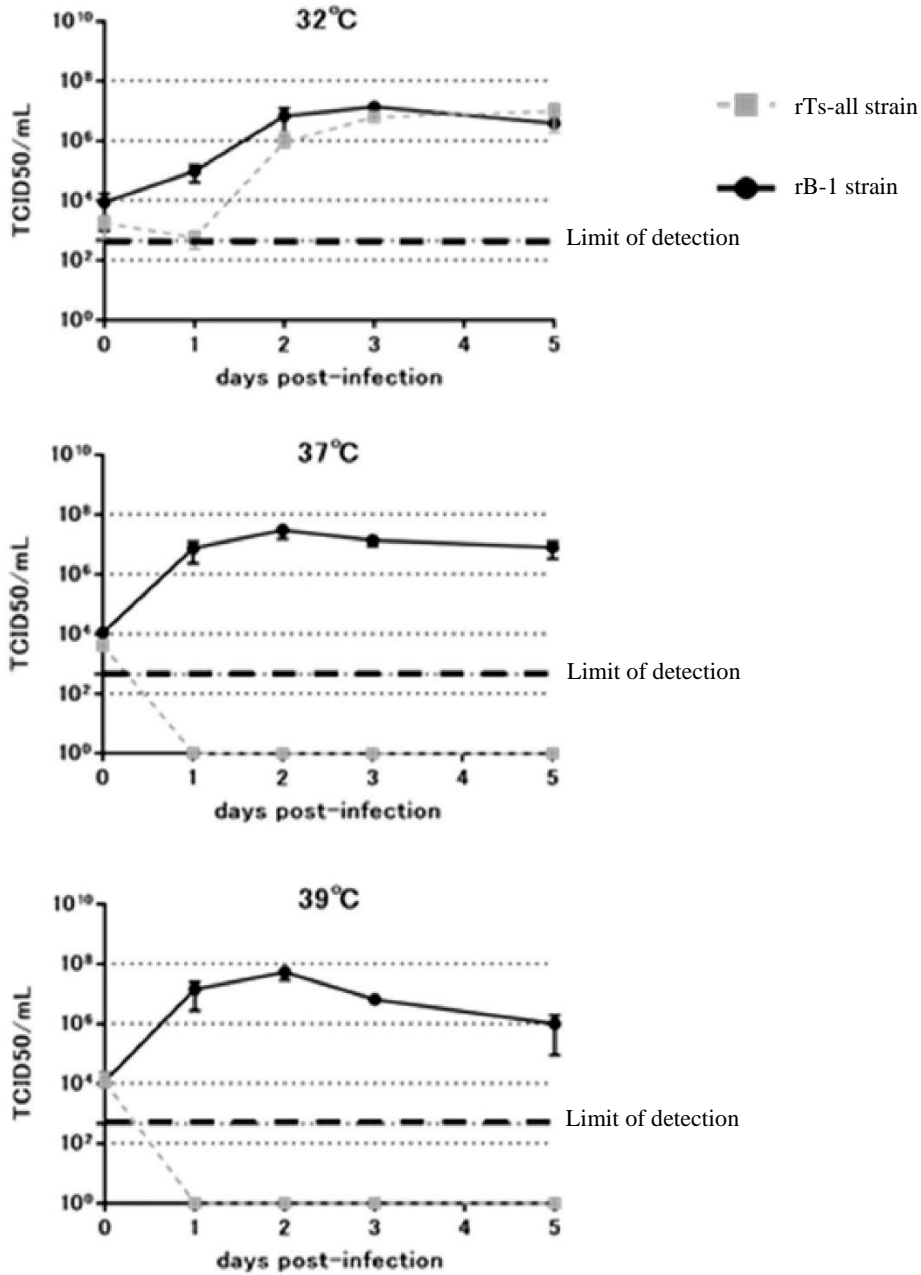 32°C
10¹⁰
10⁸
10⁶
10⁴
10²
10⁰
TCID50/mL
0 1 2 3 4 5
days post-infection
rTs-all strain
rB-1 strain
Limit of detection
37°C
10¹⁰
10⁸
10⁶
10⁴
10²
10⁰
TCID50/mL
0 1 2 3 4 5
days post-infection
Limit of detection
39°C
10¹⁰
10⁸
10⁶
10⁴
10²
10⁰
TCID50/mL
0 1 2 3 4 5
days post-infection
Limit of detection